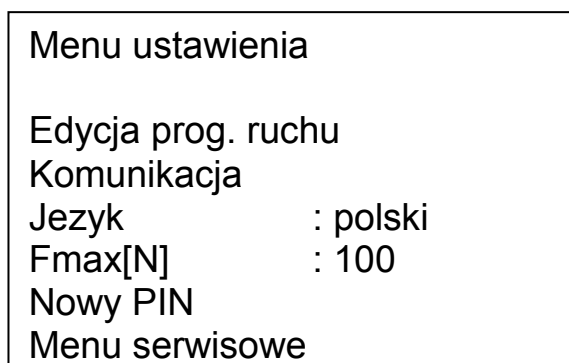 Menu ustawienia
Edycja prog. ruchu
Komunikacja
Jezyk : polski
Fmax[N] : 100
Nowy PIN
Menu serwisowe